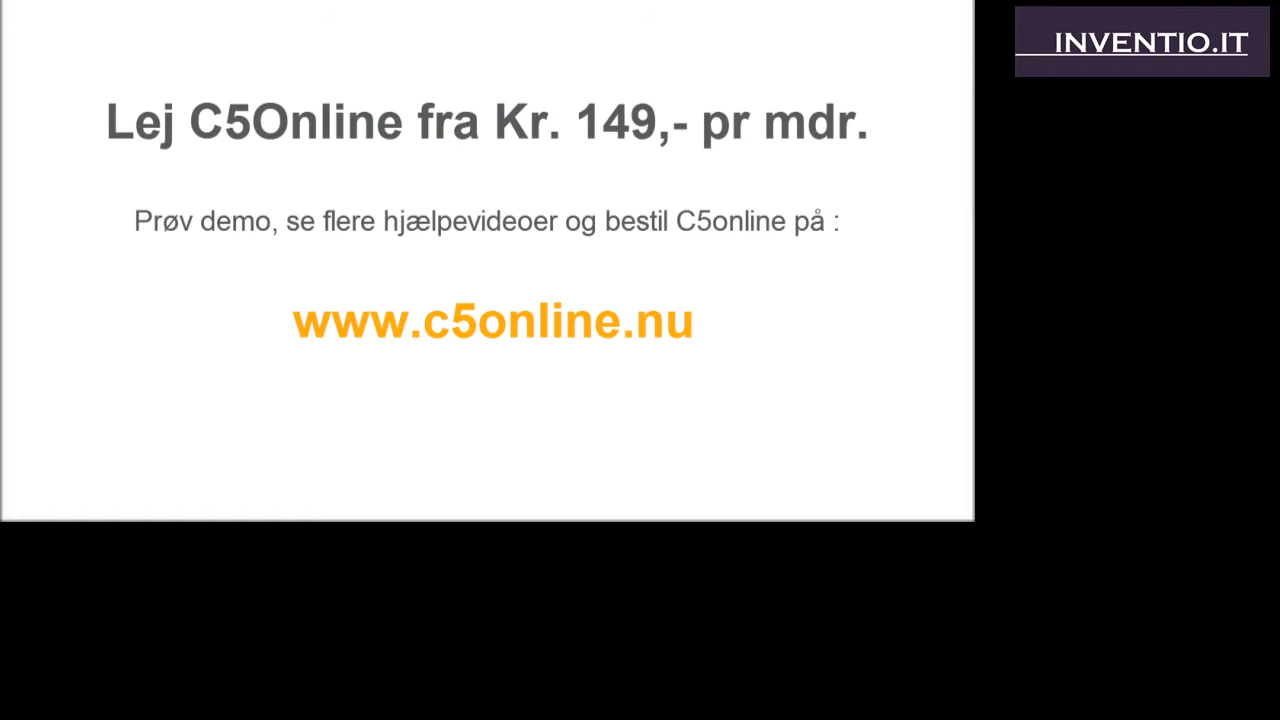 INVENTIO.IT
Lej C5Online fra Kr. 149,- pr mdr.
Prøv demo, se flere hjælpevideoer og bestil C5online på :
www.c5online.nu